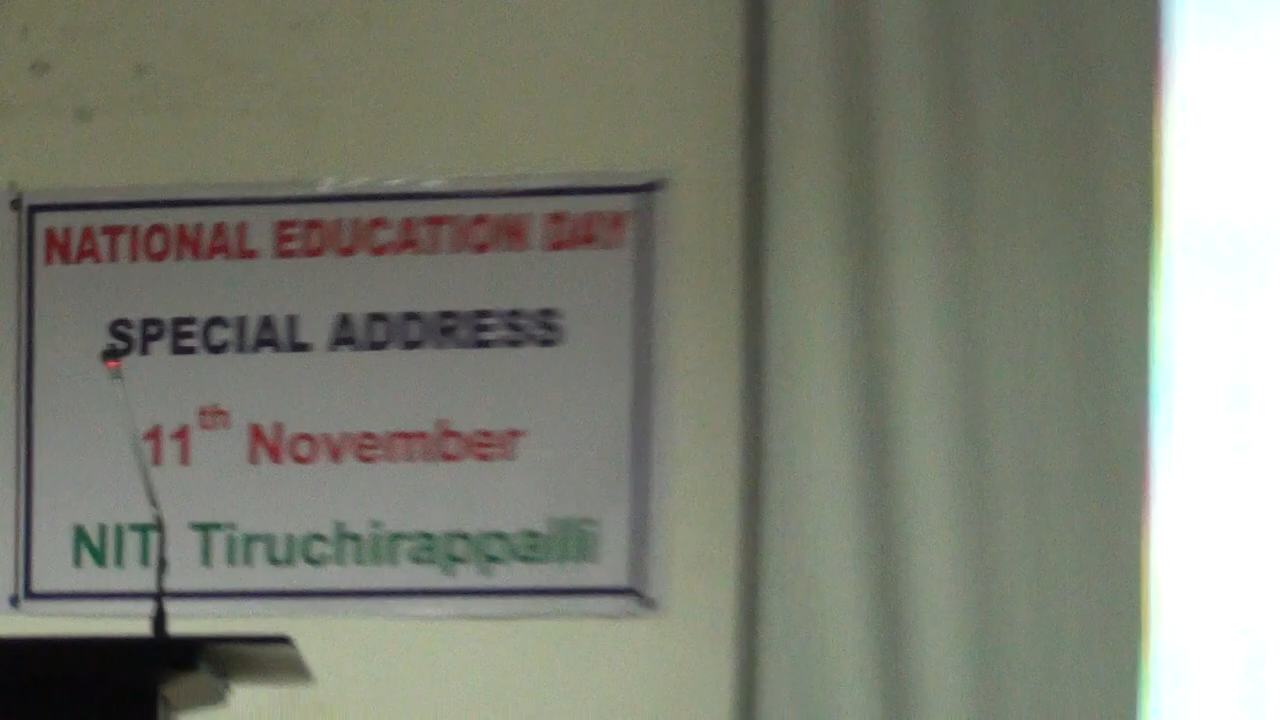 NATIONAL EDUCATION DAY
SPECIAL ADDRESS
11th November
NIT, Tiruchirappalli